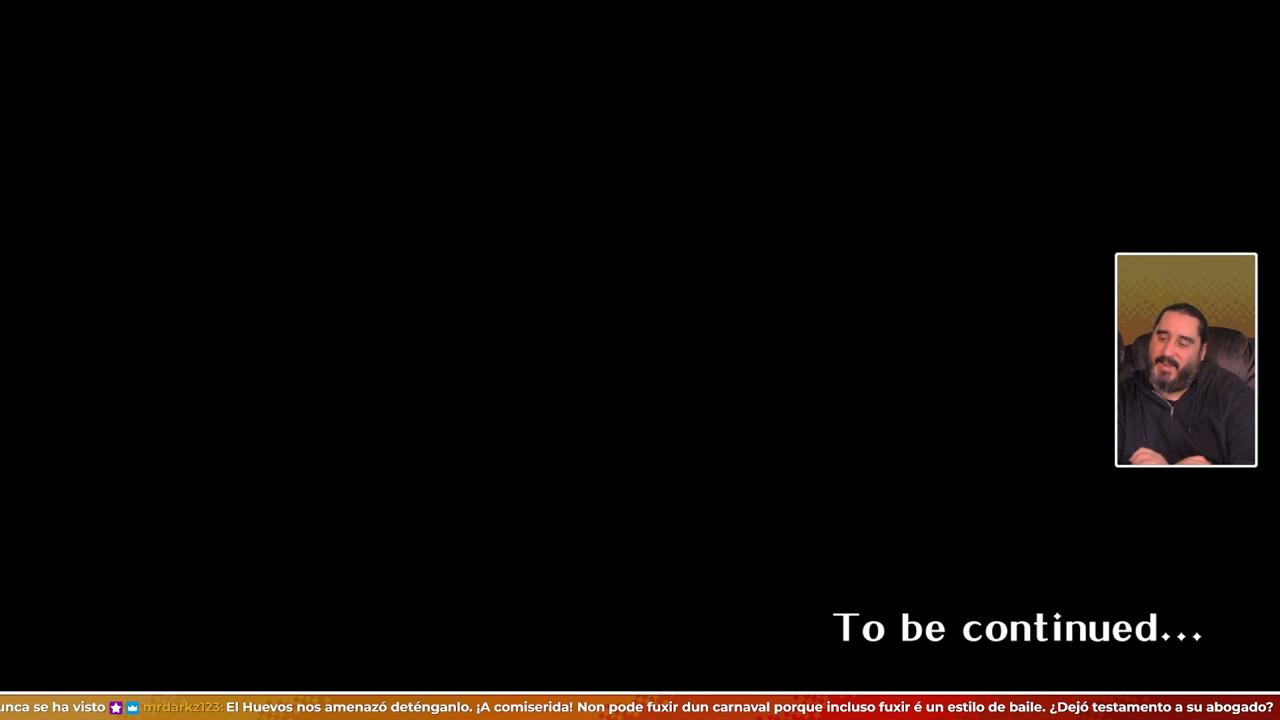 To be continued...
unca se ha visto mrdarkz123: El Huevos nos amenazó deténganlo. ¡A comiserida! Non pode fuxir dun carnaval porque incluso fuxir é un estilo de baile. ¿Dejó testamento a su abogado?